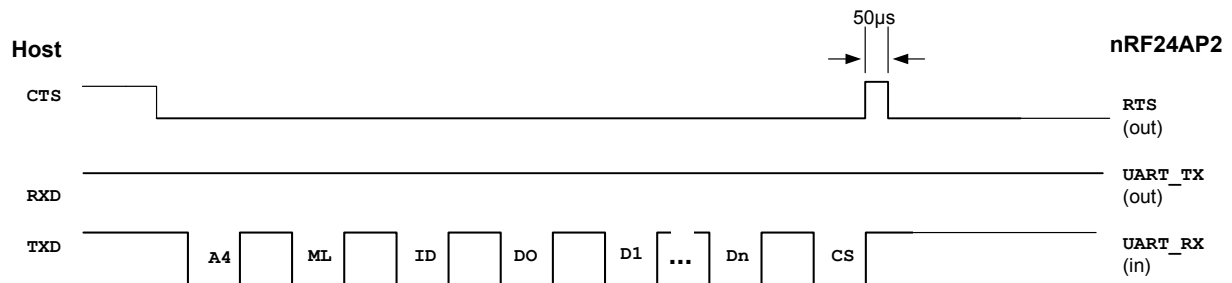 50µs
Host
nRF24AP2
CTS
RTS
(out)
RXD
UART_TX
(out)
TXD
A4
ML
ID
DO
D1
...
Dn
CS
UART_RX
(in)